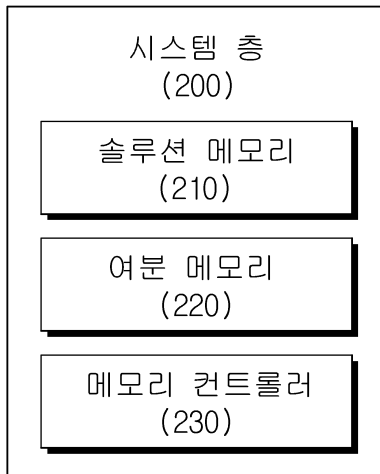 시스템 층
(200)
솔루션 메모리
(210)
여분 메모리
(220)
메모리 컨트롤러
(230)